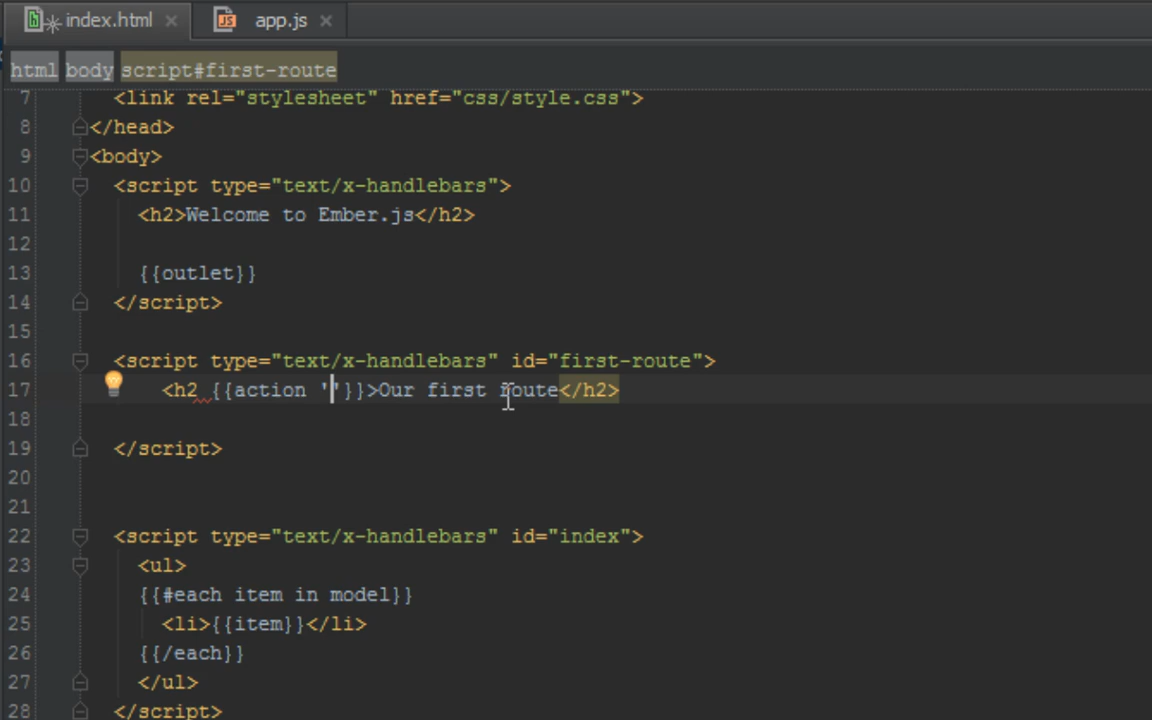 index.html × app.js ×
html body script#first-route
7 <link rel="stylesheet" href="css/style.css">
8 </head>
9 <body>
10 <script type="text/x-handlebars">
11 <h2>Welcome to Ember.js</h2>
12
13 {{outlet}}
14 </script>
15
16 <script type="text/x-handlebars" id="first-route">
17 <h2 {{action ''}}>Our first route</h2>
18
19 </script>
20
21
22 <script type="text/x-handlebars" id="index">
23 <ul>
24 {{#each item in model}}
25 <li>{{item}}</li>
26 {{/each}}
27 </ul>
28 </script>